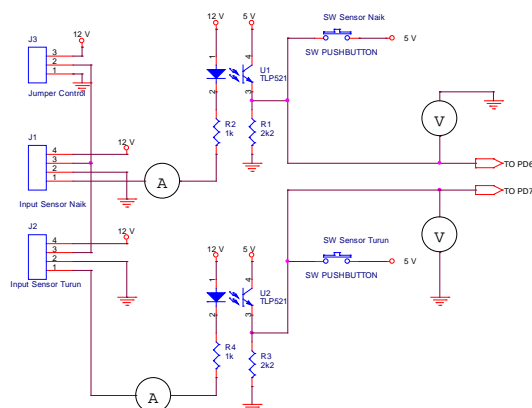 12 V
5 V
SW Sensor Naik
5 V
SW PUSHBUTTON
J3
12 V
3
2
1
Jumper Control
1
4
U1
TLP521
2
3
R2
1k
R1
2k2
V
J1
12 V
4
3
2
1
A
Input Sensor Naik
TO PD6
TO PD7
J2
12 V
4
3
2
1
Input Sensor Turun
12 V
5 V
SW Sensor Turun
5 V
SW PUSHBUTTON
V
1
4
U2
TLP521
2
3
R4
1k
R3
2k2
A